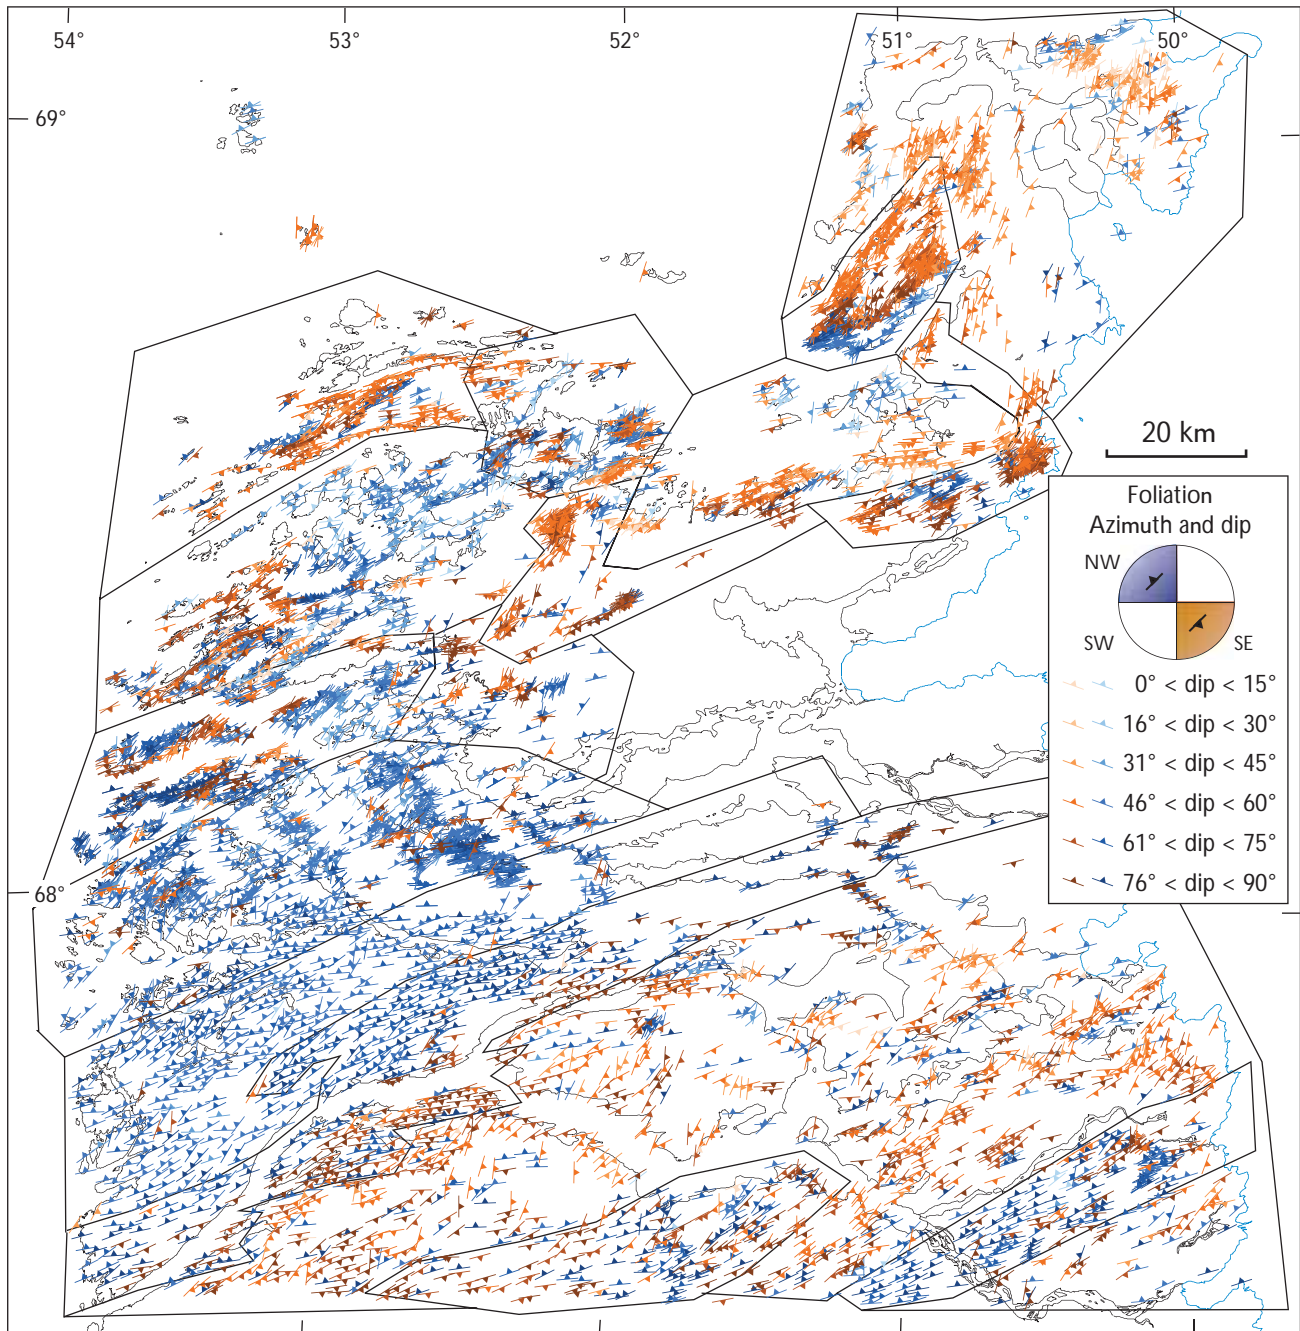 54°
53°
52°
51°
50°
69°
20 km
Foliation
Azimuth and dip
NW
SW
SE
0° < dip < 15°
16° < dip < 30°
31° < dip < 45°
46° < dip < 60°
61° < dip < 75°
76° < dip < 90°
68°